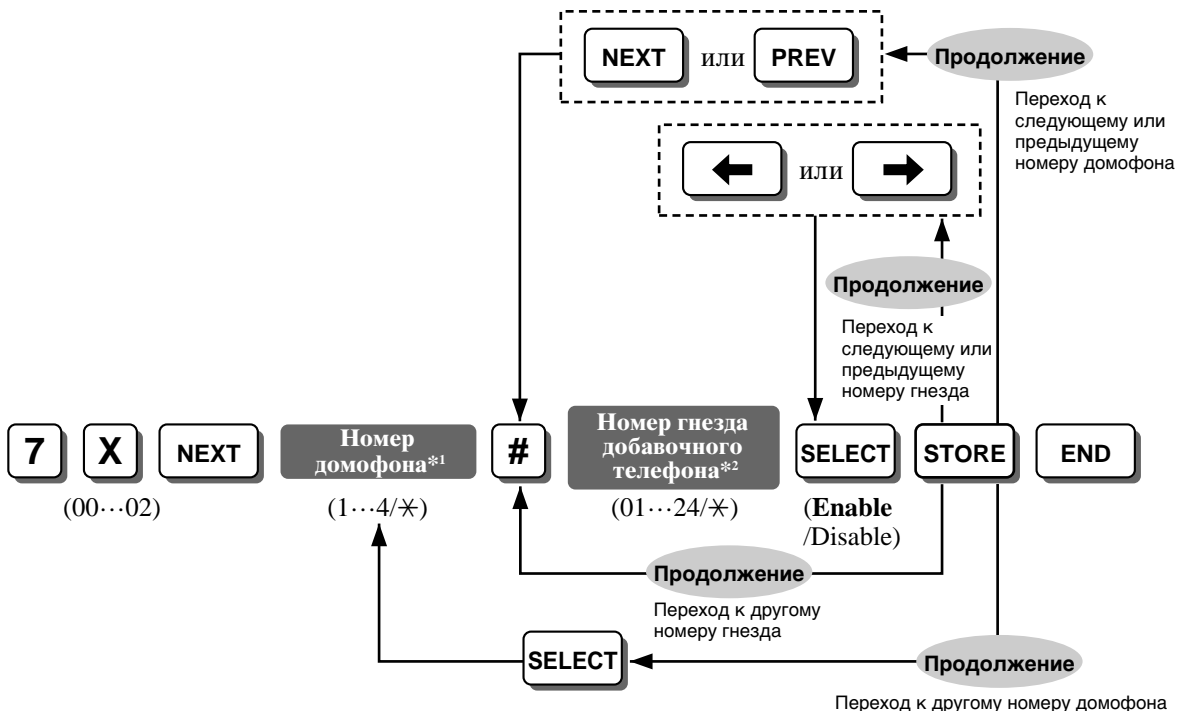 NEXT или PREV
Продолжение
Переход к
следующему или
предыдущему
номеру домофона
или
Продолжение
Переход к
следующему или
предыдущему
номеру гнезда
7 X NEXT
Номер
домофона*1
#
Номер гнезда
добавочного
телефона*2
SELECT STORE END
(00···02)
(1···4/*)
(01···24/*)
(Enable
/Disable)
Продолжение
Переход к другому
номеру гнезда
SELECT
Продолжение
Переход к другому номеру домофона